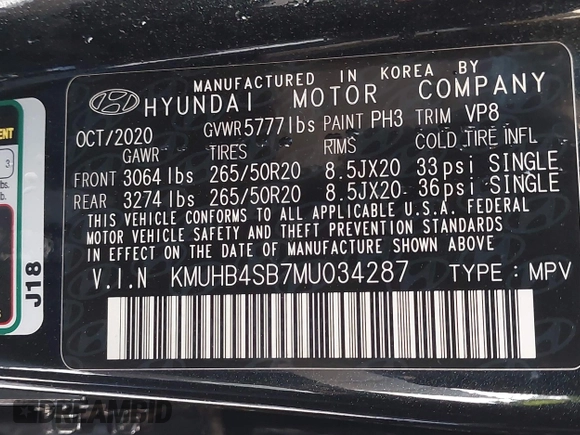 MANUFACTURED IN KOREA BY
HYUNDAI MOTOR COMPANY
OCT/2020 GVWR 5777lbs PAINT PH3 TRIM VP8
GAWR TIRES RIMS COLD TIRE INFL
FRONT 3064 lbs 265/50R20 8.5JX20 33psi SINGLE
REAR 3274 lbs 265/50R20 8.5JX20 36psi SINGLE
THIS VEHICLE CONFORMS TO ALL APPLICABLE U.S.A. FEDERAL
MOTOR VEHICLE SAFETY AND THEFT PREVENTION STANDARDS
IN EFFECT ON THE DATE OF MANUFACTURE SHOWN ABOVE.
V.I.N KMUHB4SB7MU034287 TYPE: MPV
J18
DREAMBID